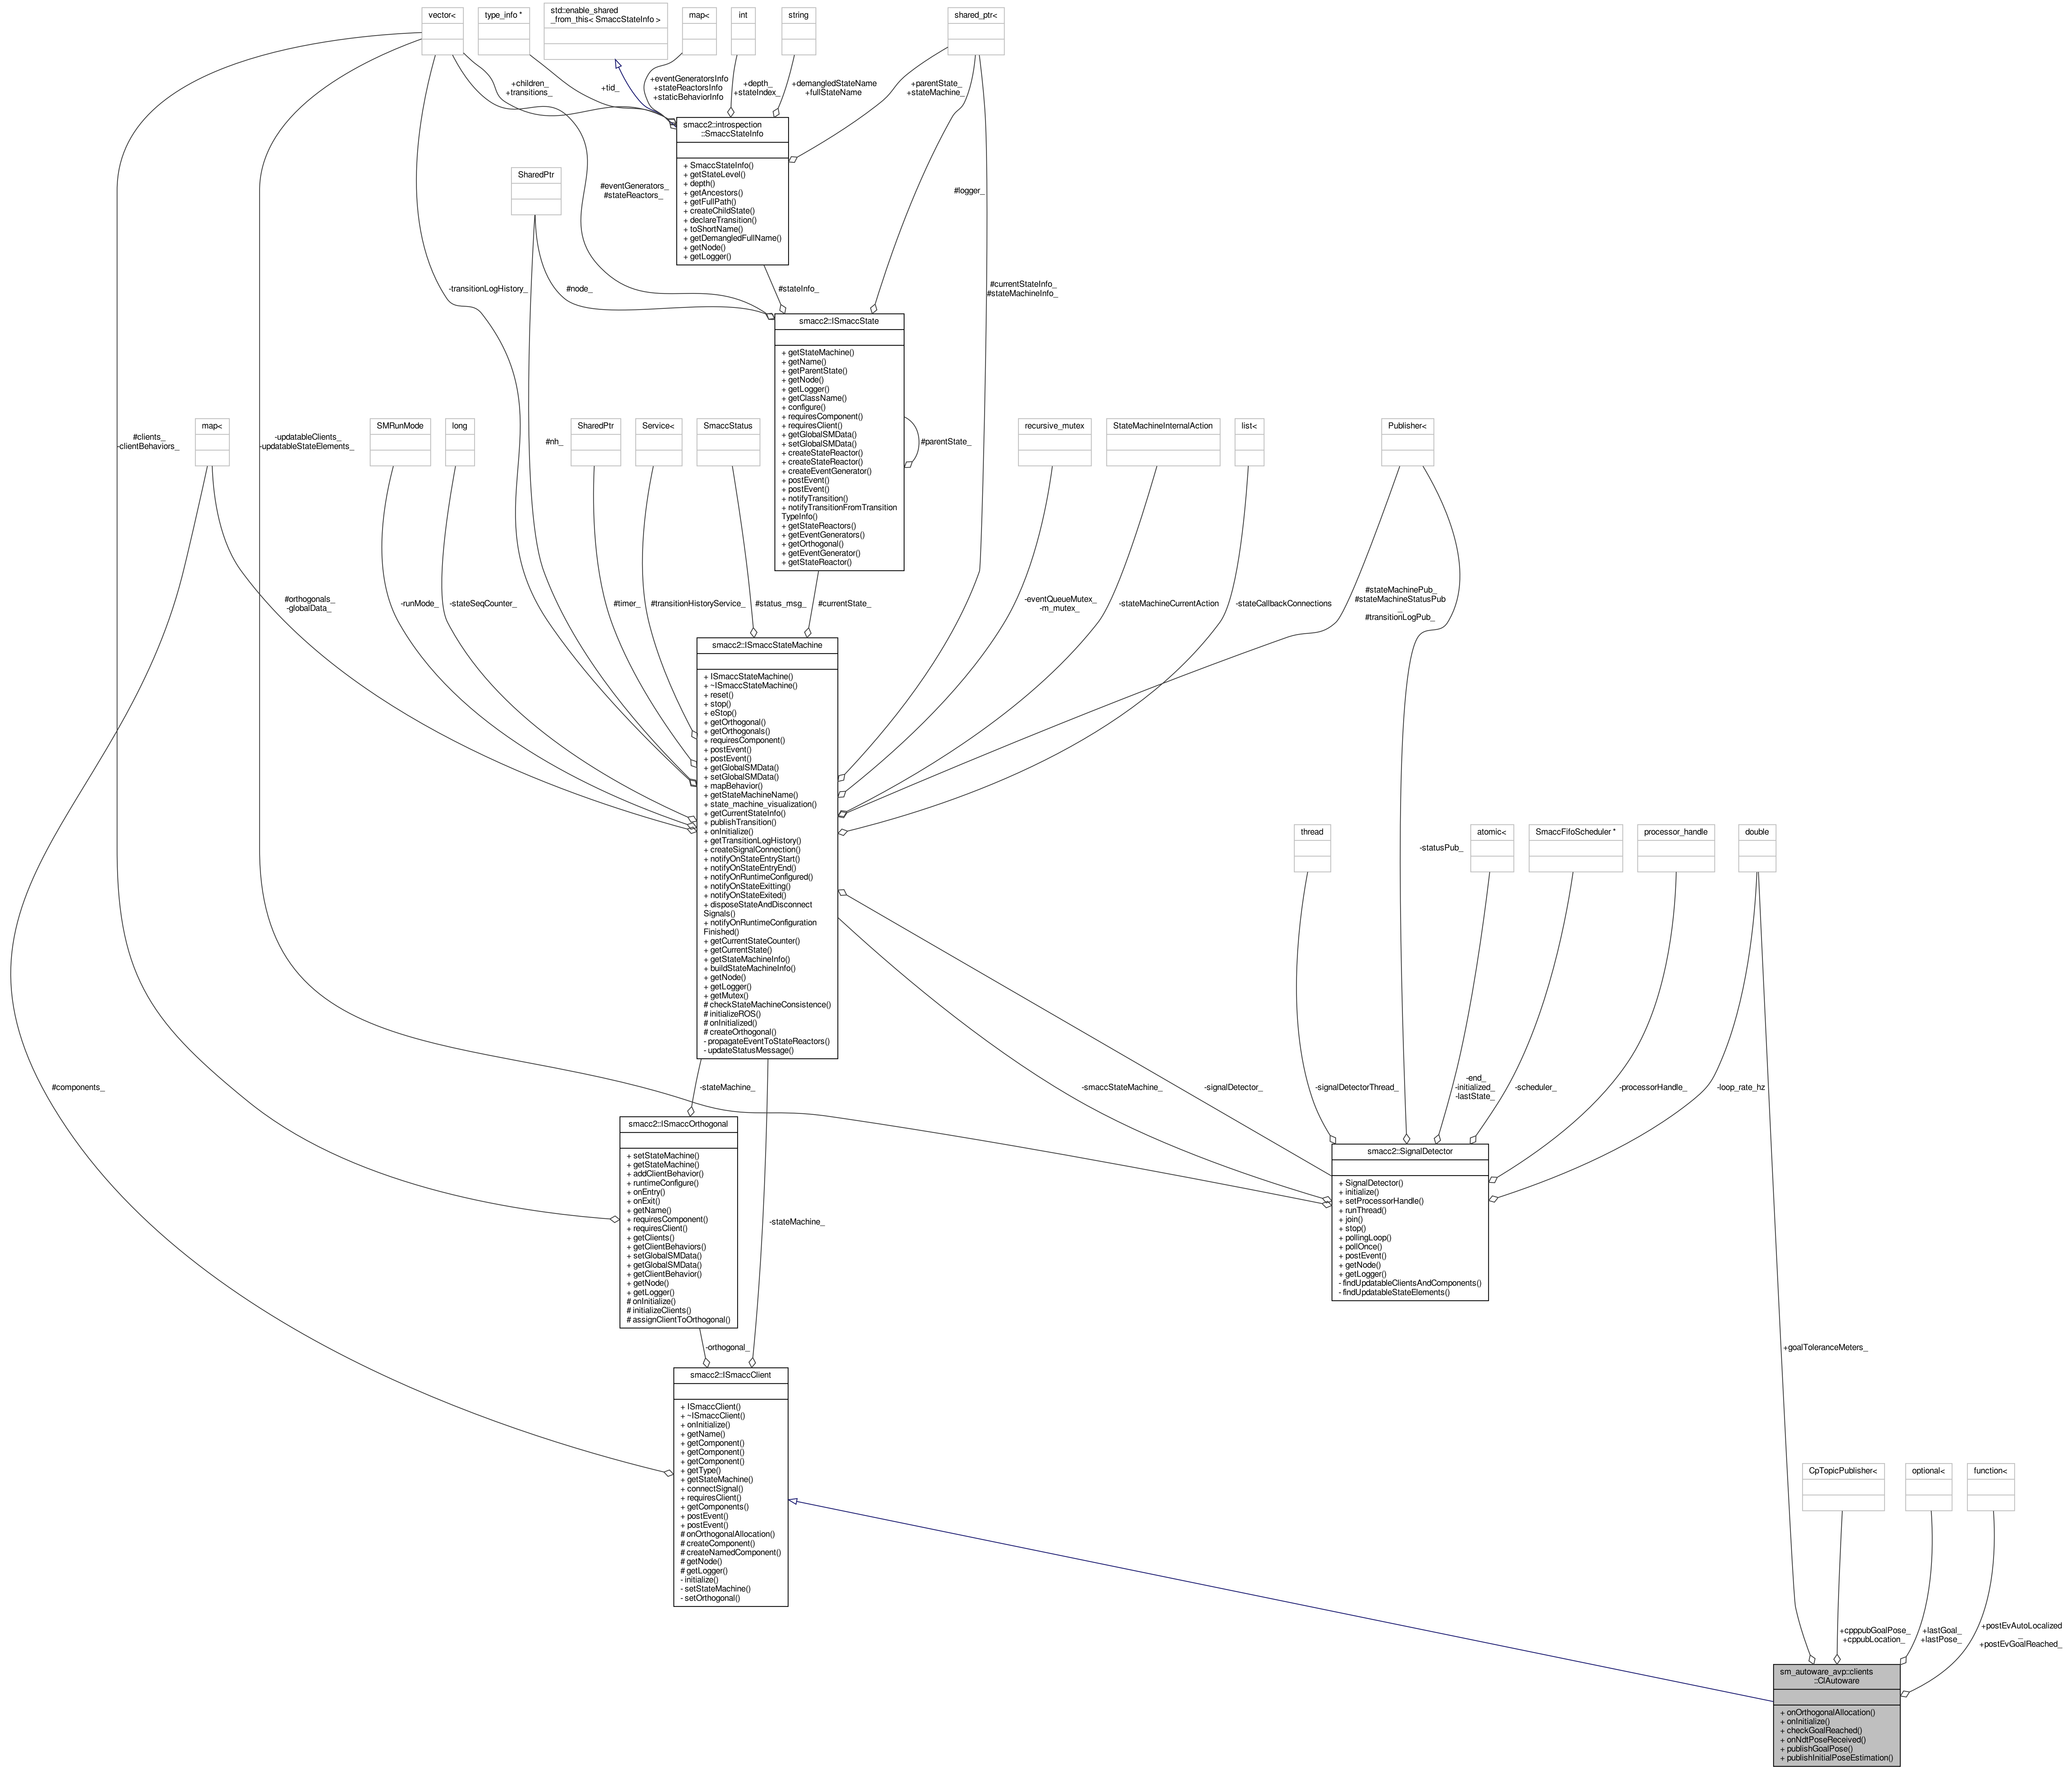 vector<
type_info *
std::enable_shared
_from_this< SmaccStateInfo >
map<
int
string
shared_ptr<
+children_
+transitions_
+tid_
+eventGeneratorsInfo
+stateReactorsInfo
+staticBehaviorInfo
+depth_
+stateIndex_
+demangledStateName
+fullStateName
+parentState_
+stateMachine_
smacc2::introspection
::SmaccStateInfo
+ SmaccStateInfo()
+ getStateLevel()
+ depth()
+ getAncestors()
+ getFullPath()
+ createChildState()
+ declareTransition()
+ toShortName()
+ getDemangledFullName()
+ getNode()
+ getLogger()
SharedPtr
#eventGenerators_
#stateReactors_
#logger_
-transitionLogHistory_
#node_
#stateInfo_
#currentStateInfo_
#stateMachineInfo_
smacc2::ISmaccState
+ getStateMachine()
+ getName()
+ getParentState()
+ getNode()
+ getLogger()
+ getClassName()
+ configure()
+ requiresComponent()
+ requiresClient()
+ getGlobalSMData()
+ setGlobalSMData()
+ createStateReactor()
+ createStateReactor()
+ createEventGenerator()
+ postEvent()
+ postEvent()
+ notifyTransition()
+ notifyTransitionFromTransition
TypeInfo()
+ getStateReactors()
+ getEventGenerators()
+ getOrthogonal()
+ getEventGenerator()
+ getStateReactor()
#parentState_
#clients_
-clientBehaviors_
map<
-updatableClients_
-updatableStateElements_
SMRunMode
long
#nh_
SharedPtr
Service<
SmaccStatus
recursive_mutex
StateMachineInternalAction
list<
Publisher<
#orthogonals_
-globalData_
-runMode_
-stateSeqCounter_
#timer_
#transitionHistoryService_
#status_msg_
#currentState_
-eventQueueMutex_
-m_mutex_
-stateMachineCurrentAction
-stateCallbackConnections
#stateMachinePub_
#stateMachineStatusPub
_
#transitionLogPub_
smacc2::ISmaccStateMachine
+ ISmaccStateMachine()
+ ~ISmaccStateMachine()
+ reset()
+ stop()
+ eStop()
+ getOrthogonal()
+ getOrthogonals()
+ requiresComponent()
+ postEvent()
+ postEvent()
+ getGlobalSMData()
+ setGlobalSMData()
+ mapBehavior()
+ getStateMachineName()
+ state_machine_visualization()
+ getCurrentStateInfo()
+ publishTransition()
+ onInitialize()
+ getTransitionLogHistory()
+ createSignalConnection()
+ notifyOnStateEntryStart()
+ notifyOnStateEntryEnd()
+ notifyOnRuntimeConfigured()
+ notifyOnStateExitting()
+ notifyOnStateExited()
+ disposeStateAndDisconnect
Signals()
+ notifyOnRuntimeConfiguration
Finished()
+ getCurrentStateCounter()
+ getCurrentState()
+ getStateMachineInfo()
+ buildStateMachineInfo()
+ getNode()
+ getLogger()
+ getMutex()
# checkStateMachineConsistence()
# initializeROS()
# onInitialized()
# createOrthogonal()
- propagateEventToStateReactors()
- updateStatusMessage()
thread
-statusPub_
atomic<
SmaccFifoScheduler *
processor_handle
double
#components_
-stateMachine_
-smaccStateMachine_
-signalDetector_
-signalDetectorThread_
-end_
-initialized_
-lastState_
-scheduler_
-processorHandle_
-loop_rate_hz
smacc2::ISmaccOrthogonal
+ setStateMachine()
+ getStateMachine()
+ addClientBehavior()
+ runtimeConfigure()
+ onEntry()
+ onExit()
+ getName()
+ requiresComponent()
+ requiresClient()
+ getClients()
+ getClientBehaviors()
+ setGlobalSMData()
+ getGlobalSMData()
+ getClientBehavior()
+ getNode()
+ getLogger()
# onInitialize()
# initializeClients()
# assignClientToOrthogonal()
-stateMachine_
smacc2::SignalDetector
+ SignalDetector()
+ initialize()
+ setProcessorHandle()
+ runThread()
+ join()
+ stop()
+ pollingLoop()
+ pollOnce()
+ postEvent()
+ getNode()
+ getLogger()
- findUpdatableClientsAndComponents()
- findUpdatableStateElements()
-orthogonal_
+goalToleranceMeters_
smacc2::ISmaccClient
+ ISmaccClient()
+ ~ISmaccClient()
+ onInitialize()
+ getName()
+ getComponent()
+ getComponent()
+ getComponent()
+ getType()
+ getStateMachine()
+ connectSignal()
+ requiresClient()
+ getComponents()
+ postEvent()
+ postEvent()
# onOrthogonalAllocation()
# createComponent()
# createNamedComponent()
# getNode()
# getLogger()
- initialize()
- setStateMachine()
- setOrthogonal()
CpTopicPublisher<
optional<
function<
+cpppubGoalPose_
+cppubLocation_
+lastGoal_
+lastPose_
+postEvAutoLocalized
_
+postEvGoalReached_
sm_autoware_avp::clients
::ClAutoware
+ onOrthogonalAllocation()
+ onInitialize()
+ checkGoalReached()
+ onNdtPoseReceived()
+ publishGoalPose()
+ publishInitialPoseEstimation()